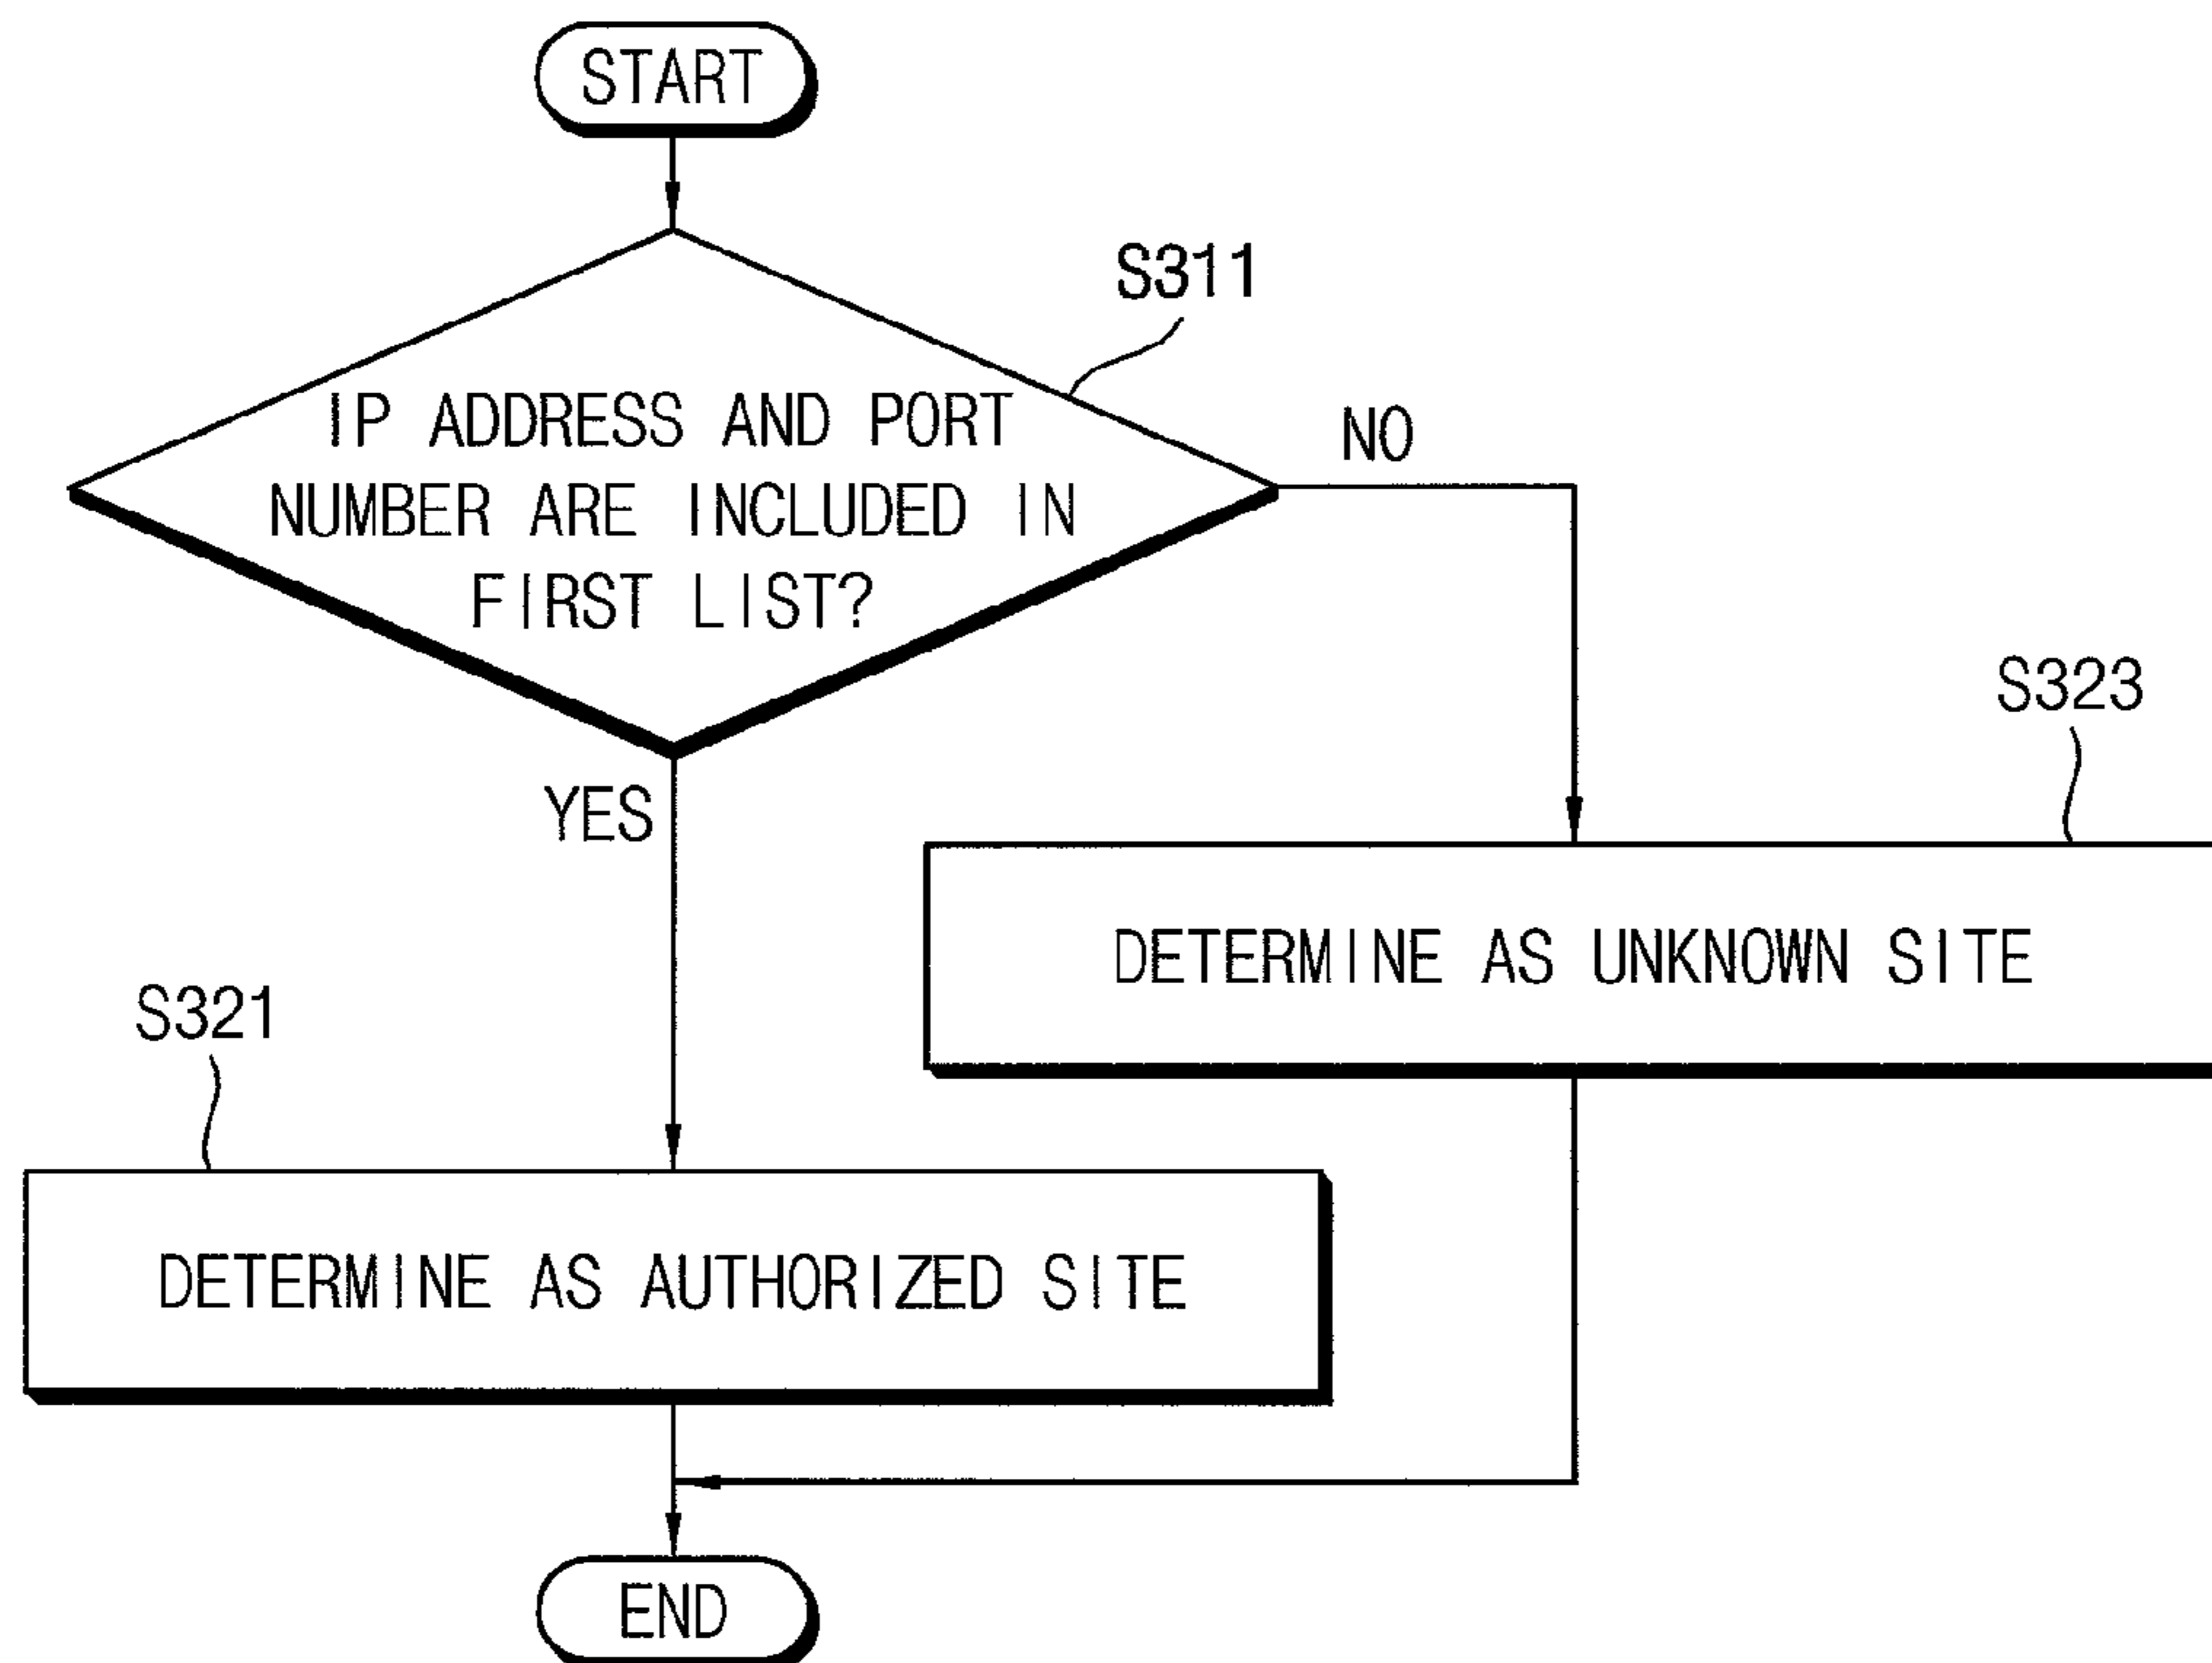 START
S311
IP ADDRESS AND PORT
NUMBER ARE INCLUDED IN
FIRST LIST?
NO
YES
S323
DETERMINE AS UNKNOWN SITE
S321
DETERMINE AS AUTHORIZED SITE
END